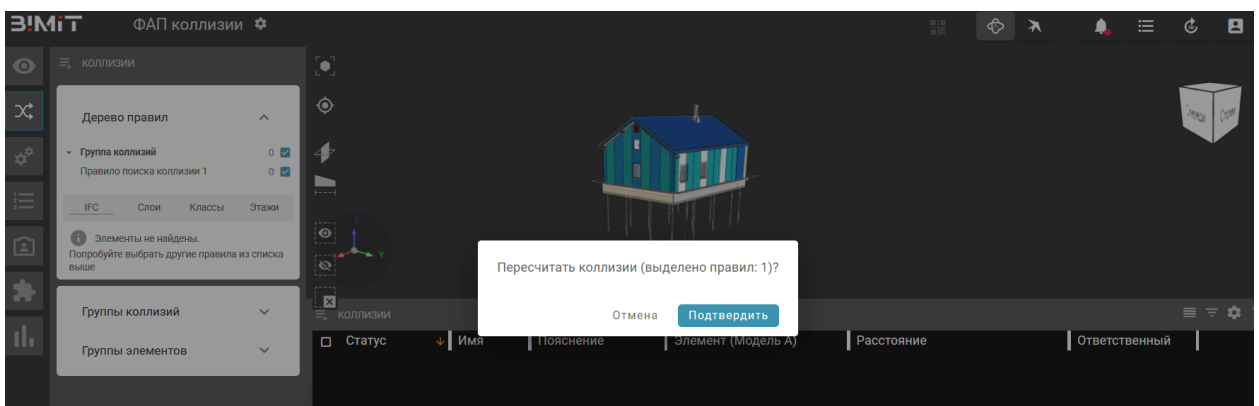 B!MiT
ФАП коллизии
КОЛЛИЗИИ
Дерево правил
Группа коллизий 0
Правило поиска коллизии 1 0
IFC Слои Классы Этажи
Элементы не найдены.
Попробуйте выбрать другие правила из списка
выше
Группы коллизий
Группы элементов
Z
X
Y
Пересчитать коллизии (выделено правил: 1)?
Отмена Подтвердить
КОЛЛИЗИИ
Статус Имя Пояснение Элемент (Модель A) Расстояние Ответственный